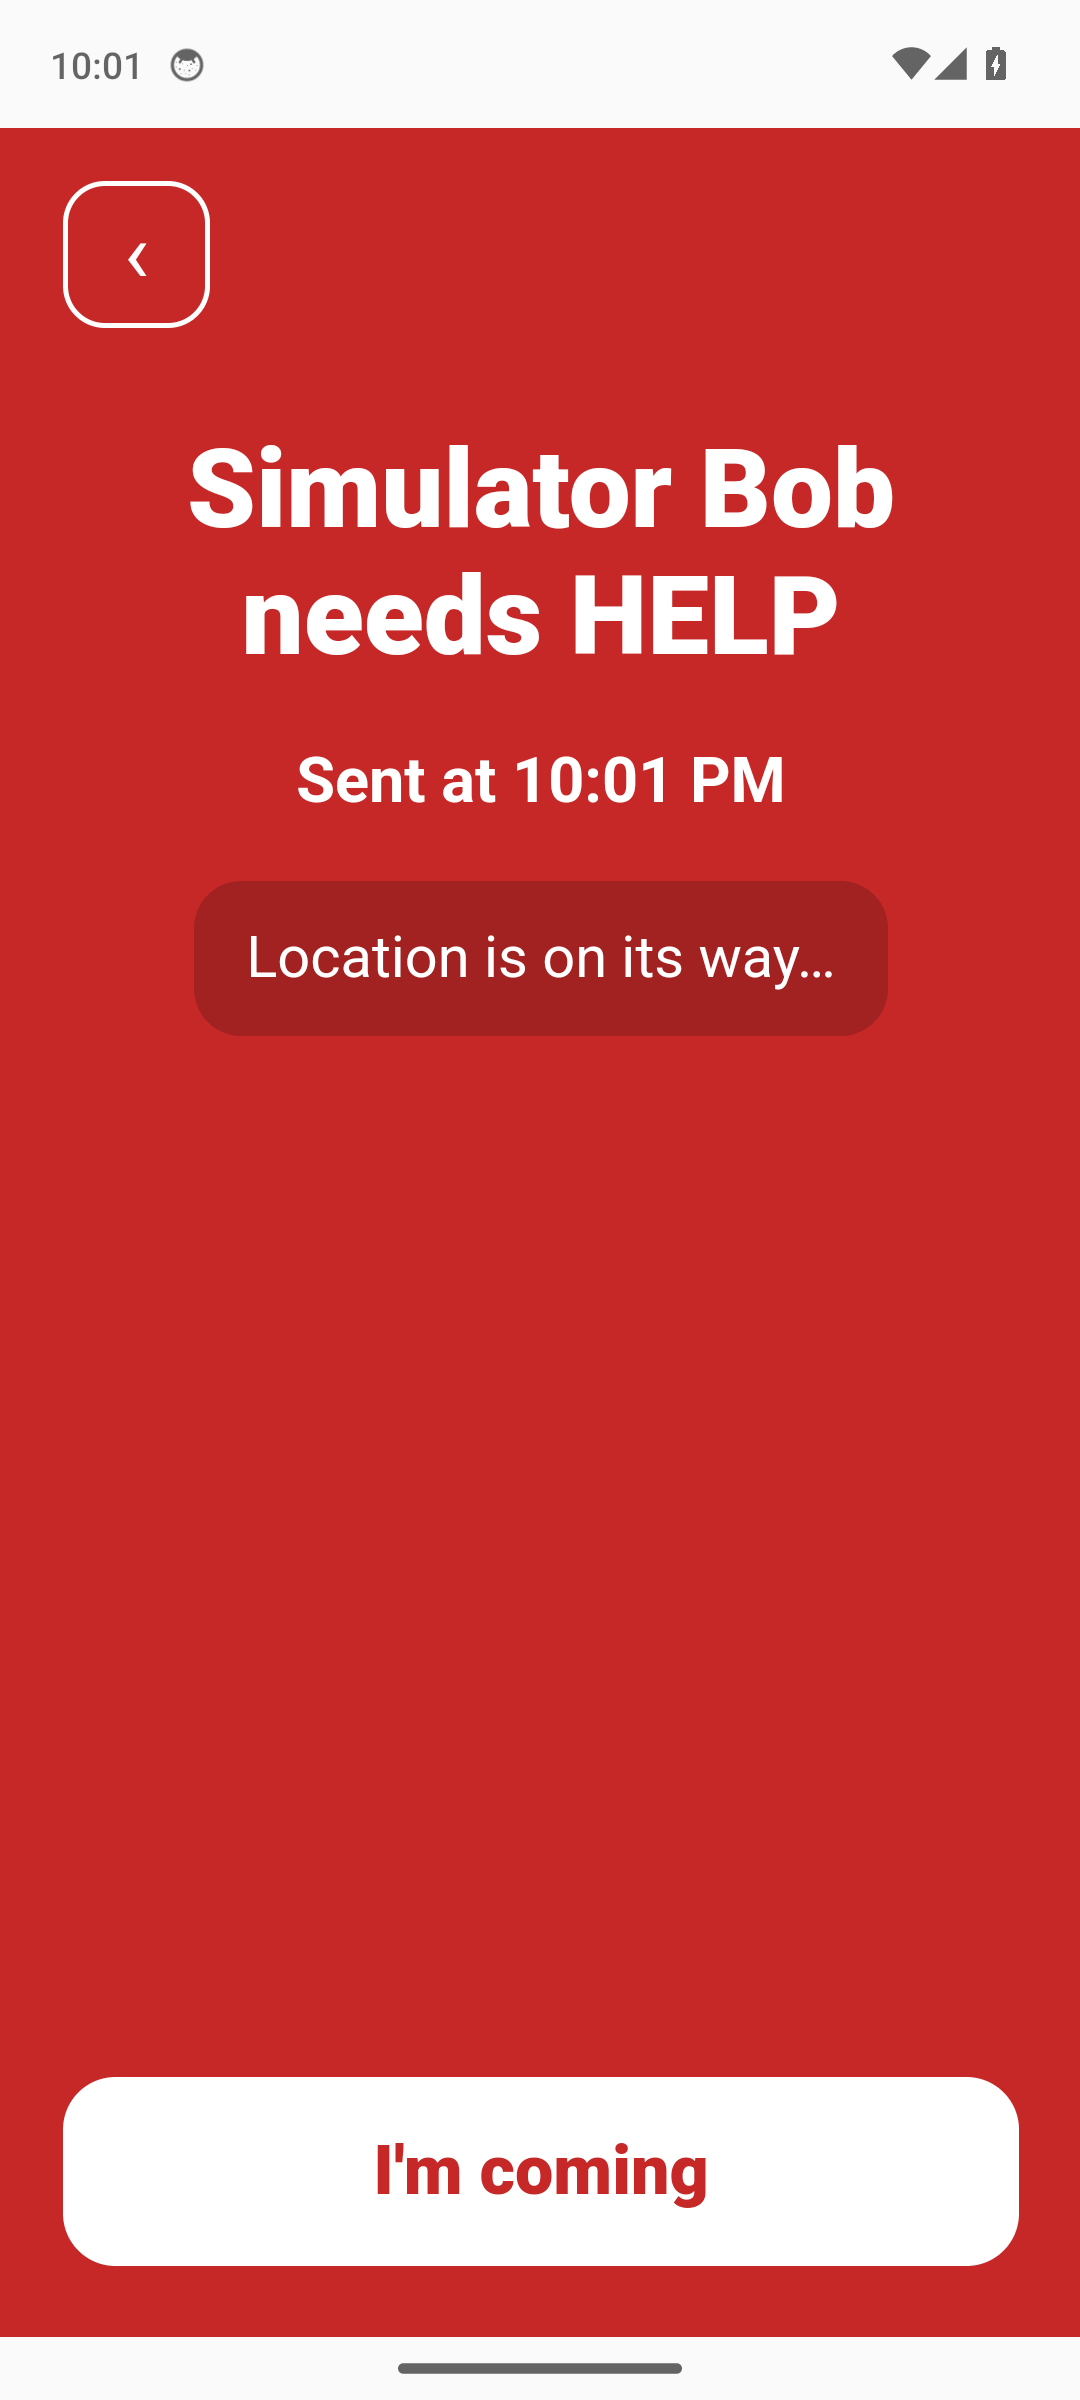 10:01
‹
Simulator Bob
needs HELP
Sent at 10:01 PM
Location is on its way…
I'm coming